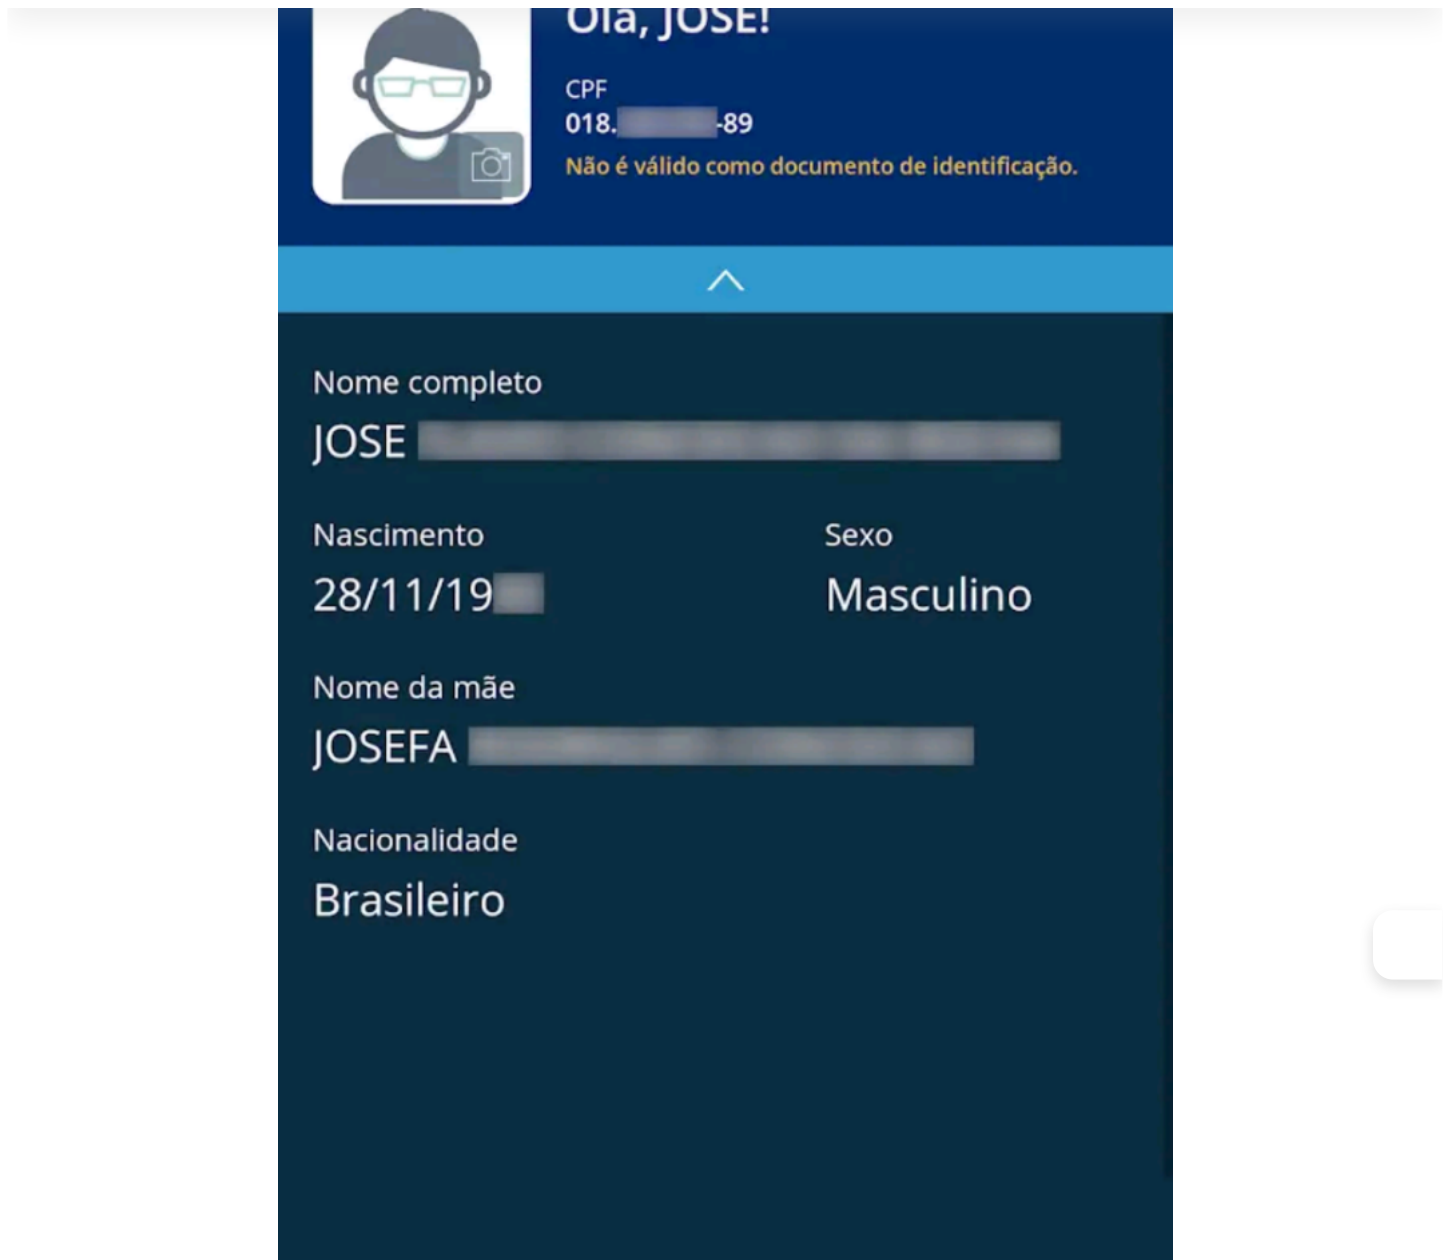 Olá, JOSE!
CPF
018. -89
Não é válido como documento de identificação.
Nome completo
JOSE
Nascimento
Sexo
28/11/19
Masculino
Nome da mãe
JOSEFA
Nacionalidade
Brasileiro